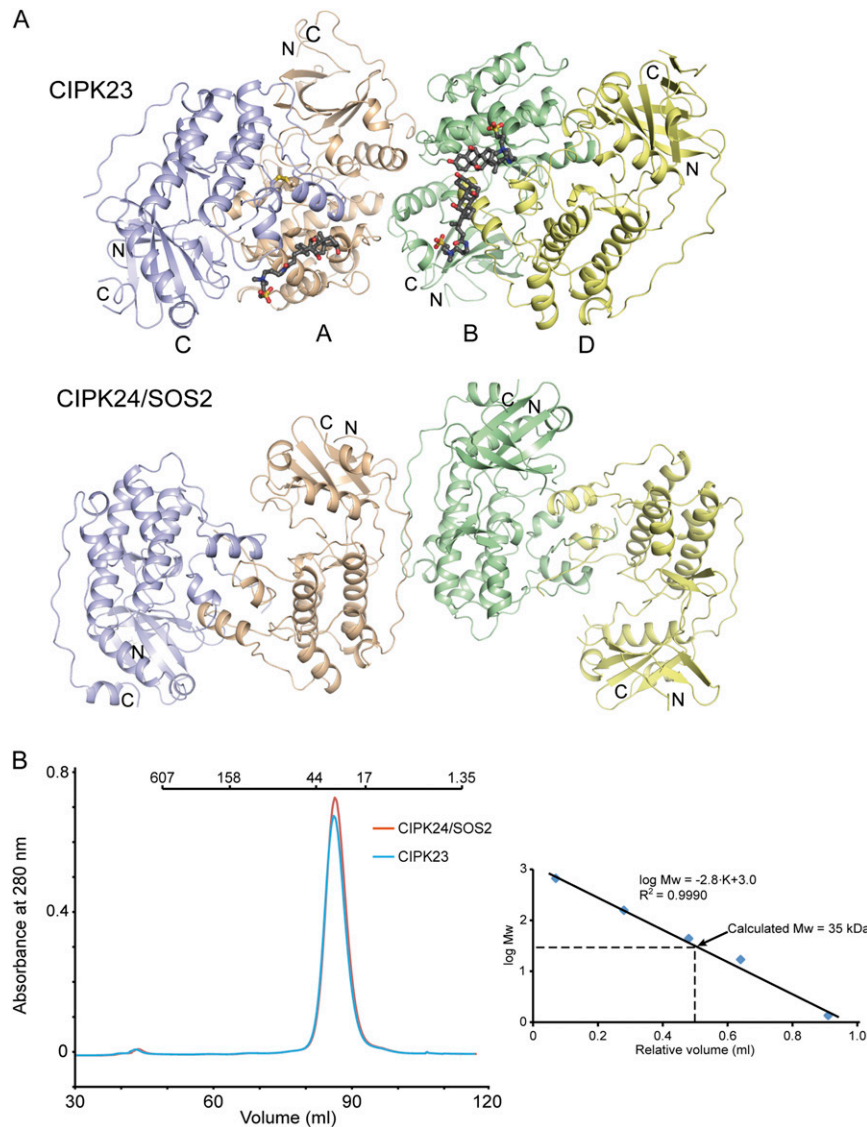 A
CIPK23
N
C
N
C
C
A
C
N
B
C
N
D
CIPK24/SOS2
C
N
C
N
N
C
C
N
B
0.8
0.4
0
Absorbance at 280 nm
607
158
44
17
1.35
CIPK24/SOS2
CIPK23
30
60
90
120
Volume (ml)
3
2
1
0
log Mw
log Mw = -2.8·K+3.0
R² = 0.9990
Calculated Mw = 35 kDa
0
0.2
0.4
0.6
0.8
1.0
Relative volume (ml)